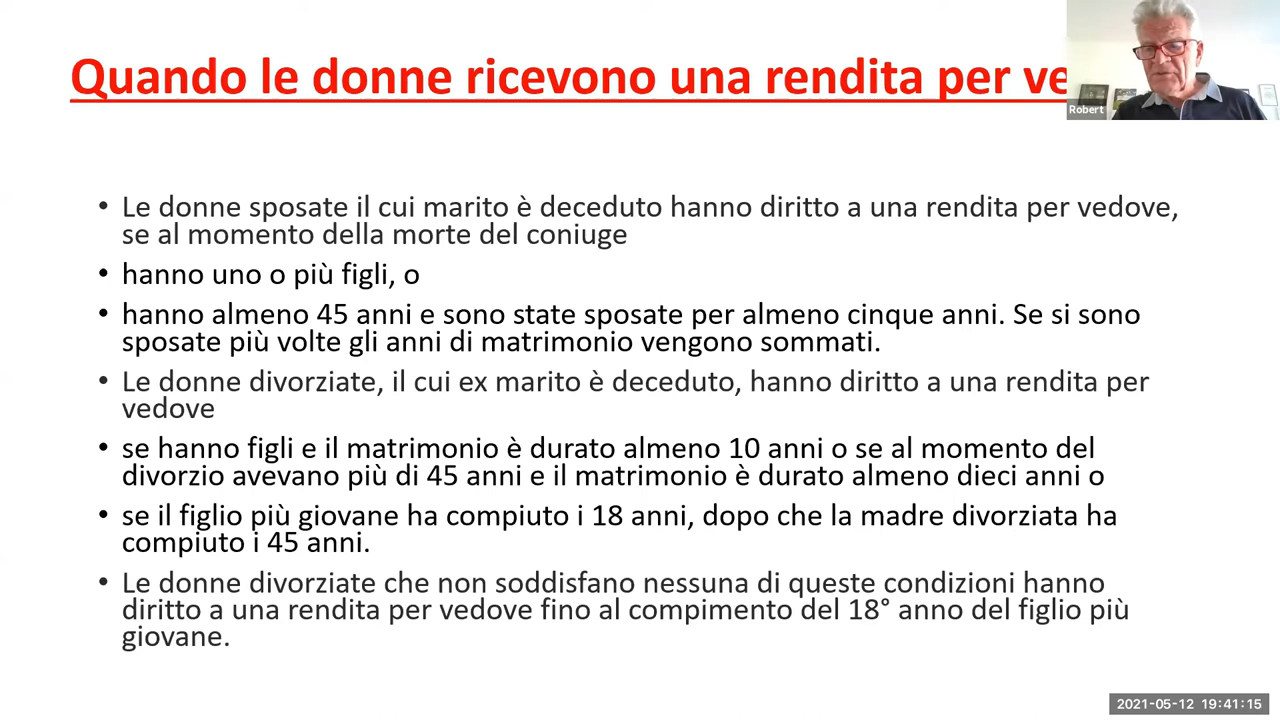 Quando le donne ricevono una rendita per ve
Robert
• Le donne sposate il cui marito è deceduto hanno diritto a una rendita per vedove,
se al momento della morte del coniuge
• hanno uno o più figli, o
• hanno almeno 45 anni e sono state sposate per almeno cinque anni. Se si sono
sposate più volte gli anni di matrimonio vengono sommati.
• Le donne divorziate, il cui ex marito è deceduto, hanno diritto a una rendita per
vedove
• se hanno figli e il matrimonio è durato almeno 10 anni o se al momento del
divorzio avevano più di 45 anni e il matrimonio è durato almeno dieci anni o
• se il figlio più giovane ha compiuto i 18 anni, dopo che la madre divorziata ha
compiuto i 45 anni.
• Le donne divorziate che non soddisfano nessuna di queste condizioni hanno
diritto a una rendita per vedove fino al compimento del 18° anno del figlio più
giovane.
2021-05-12 19:41:15